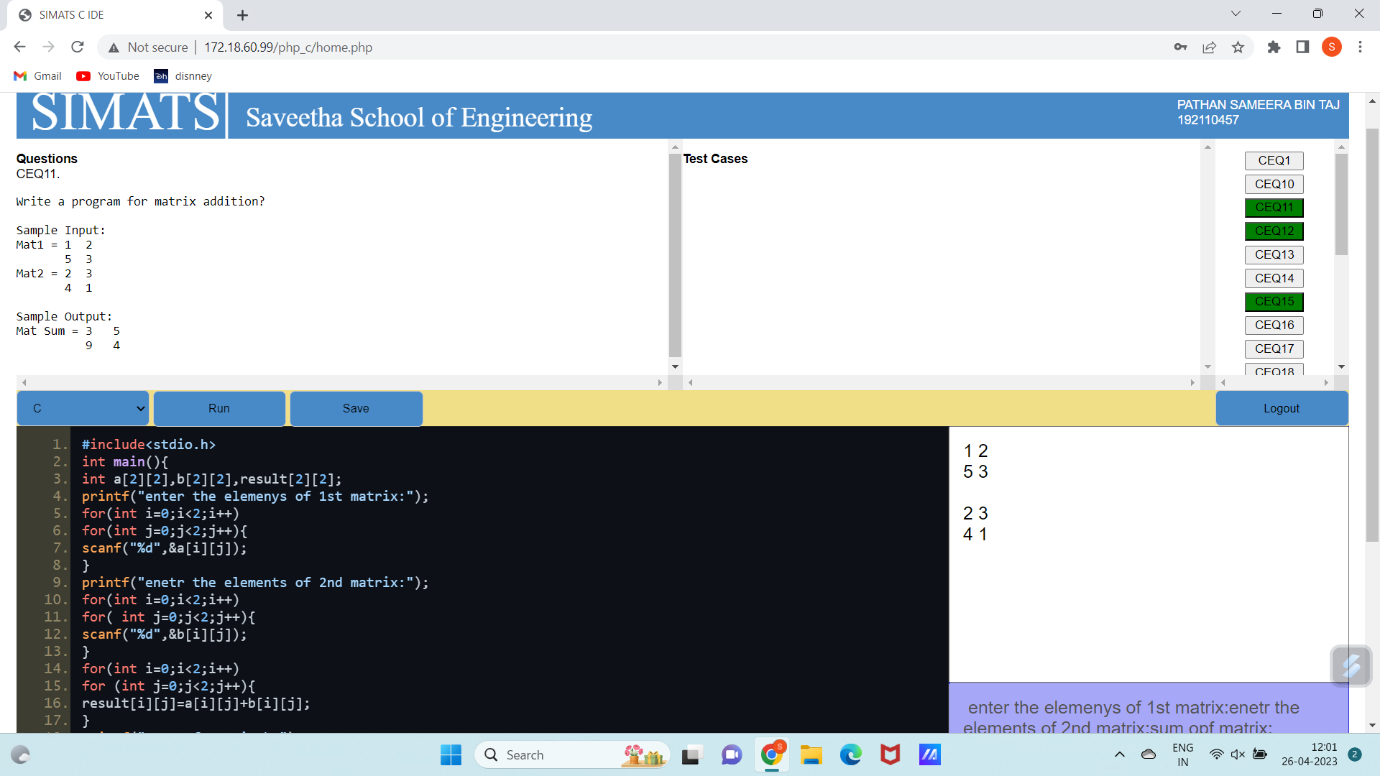 SIMATS C IDE
Not secure | 172.18.60.99/php_c/home.php
S
Gmail YouTube disnney
SIMATS Saveetha School of Engineering
PATHAN SAMEERA BIN TAJ
192110457
Questions
CEQ11.
Write a program for matrix addition?
Sample Input:
Mat1 = 1 2
5 3
Mat2 = 2 3
4 1
Sample Output:
Mat Sum = 3 5
9 4
Test Cases
CEQ1
CEQ10
CEQ11
CEQ12
CEQ13
CEQ14
CEQ15
CEQ16
CEQ17
CEQ18
C Run Save Logout
1. #include<stdio.h>
2. int main(){
3. int a[2][2],b[2][2],result[2][2];
4. printf("enter the elemenys of 1st matrix:");
5. for(int i=0;i<2;i++)
6. for(int j=0;j<2;j++){
7. scanf("%d",&a[i][j]);
8. }
9. printf("enetr the elements of 2nd matrix:");
10. for(int i=0;i<2;i++)
11. for( int j=0;j<2;j++){
12. scanf("%d",&b[i][j]);
13. }
14. for(int i=0;i<2;i++)
15. for (int j=0;j<2;j++){
16. result[i][j]=a[i][j]+b[i][j];
17. }
1 2
5 3
2 3
4 1
enter the elemenys of 1st matrix:enetr the
elements of 2nd matrix:sum opf matrix:
Search
S
ENG
IN
12:01
26-04-2023
2